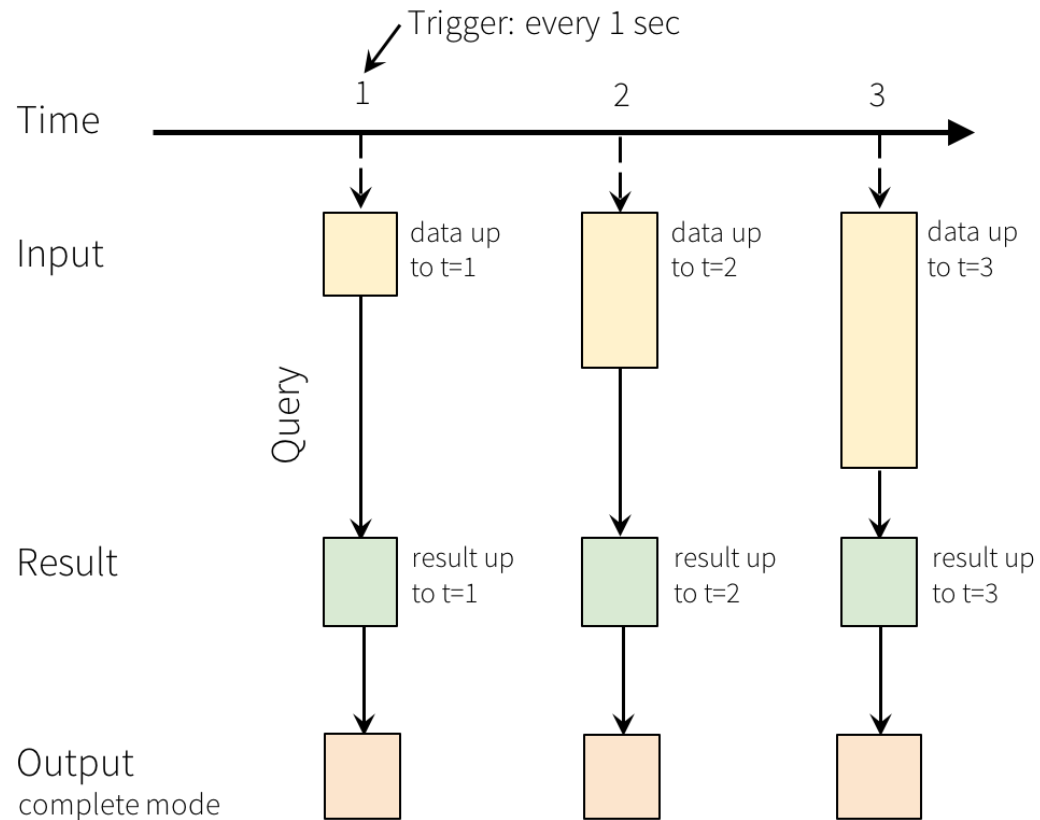 Trigger: every 1 sec
1 2 3
Time
Input
data up
to t=1
data up
to t=2
data up
to t=3
Query
Result
result up
to t=1
result up
to t=2
result up
to t=3
Output
complete mode